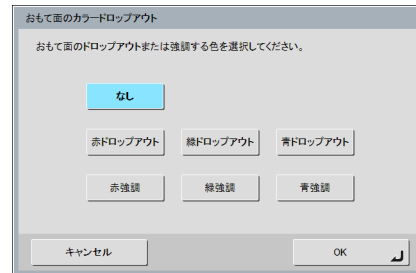 おもて面のカラードロップアウト
おもて面のドロップアウトまたは強調する色を選択してください。
なし
赤ドロップアウト 緑ドロップアウト 青ドロップアウト
赤強調 緑強調 青強調
キャンセル OK